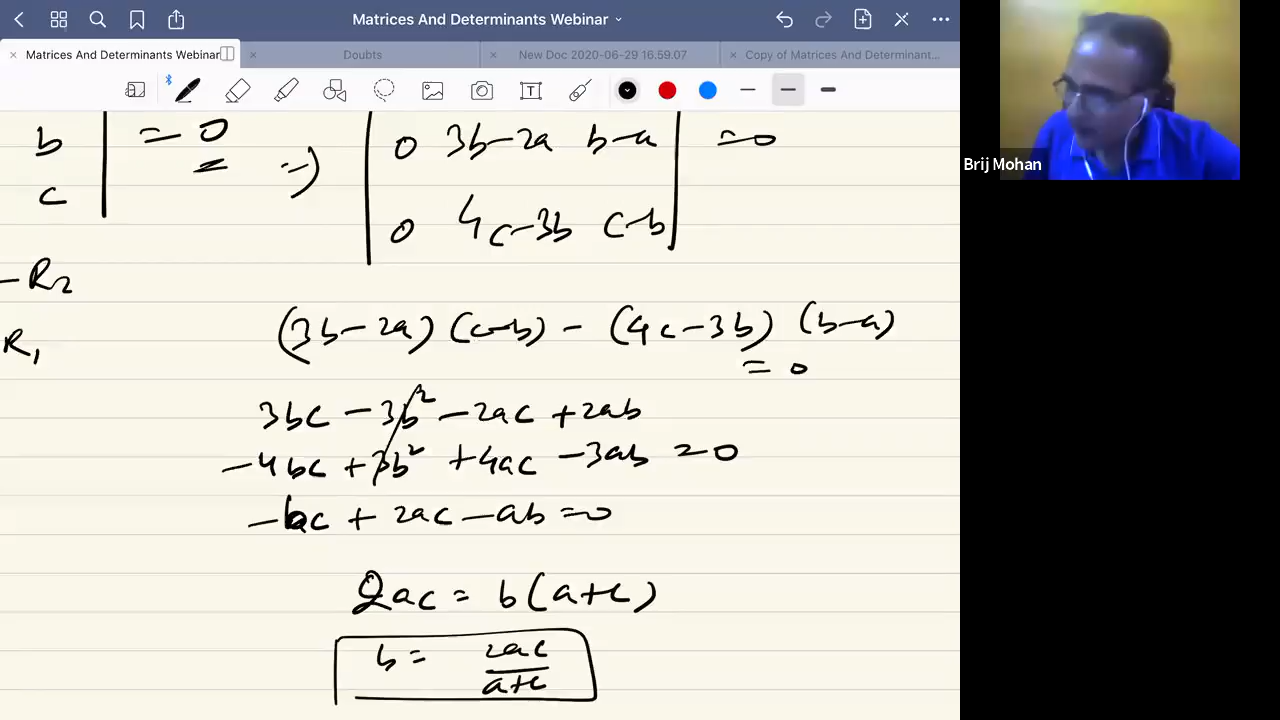 Matrices And Determinants Webinar
Matrices And Determinants Webinar
Doubts
New Doc 2020-06-29 16.59.07
Copy of Matrices And Determinant...
b | = 0 => | 0 3b-2a b-a | =0
c | | 0 4c-3b c-b |
- R₂
R₁
(3b-2a) (c-b) - (4c-3b) (b-a)
= 0
3bc - 3b² - 2ac + 2ab
-4bc + 3b² + 4ac - 3ab = 0
-bc + 2ac - ab = 0
2ac = b(a+c)
b = 2ac
a+c
Brij Mohan